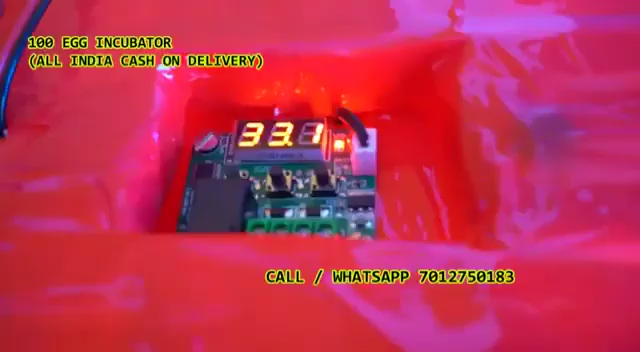 100 EGG INCUBATOR
(ALL INDIA CASH ON DELIVERY)
33.1
CALL / WHATSAPP 7012750183